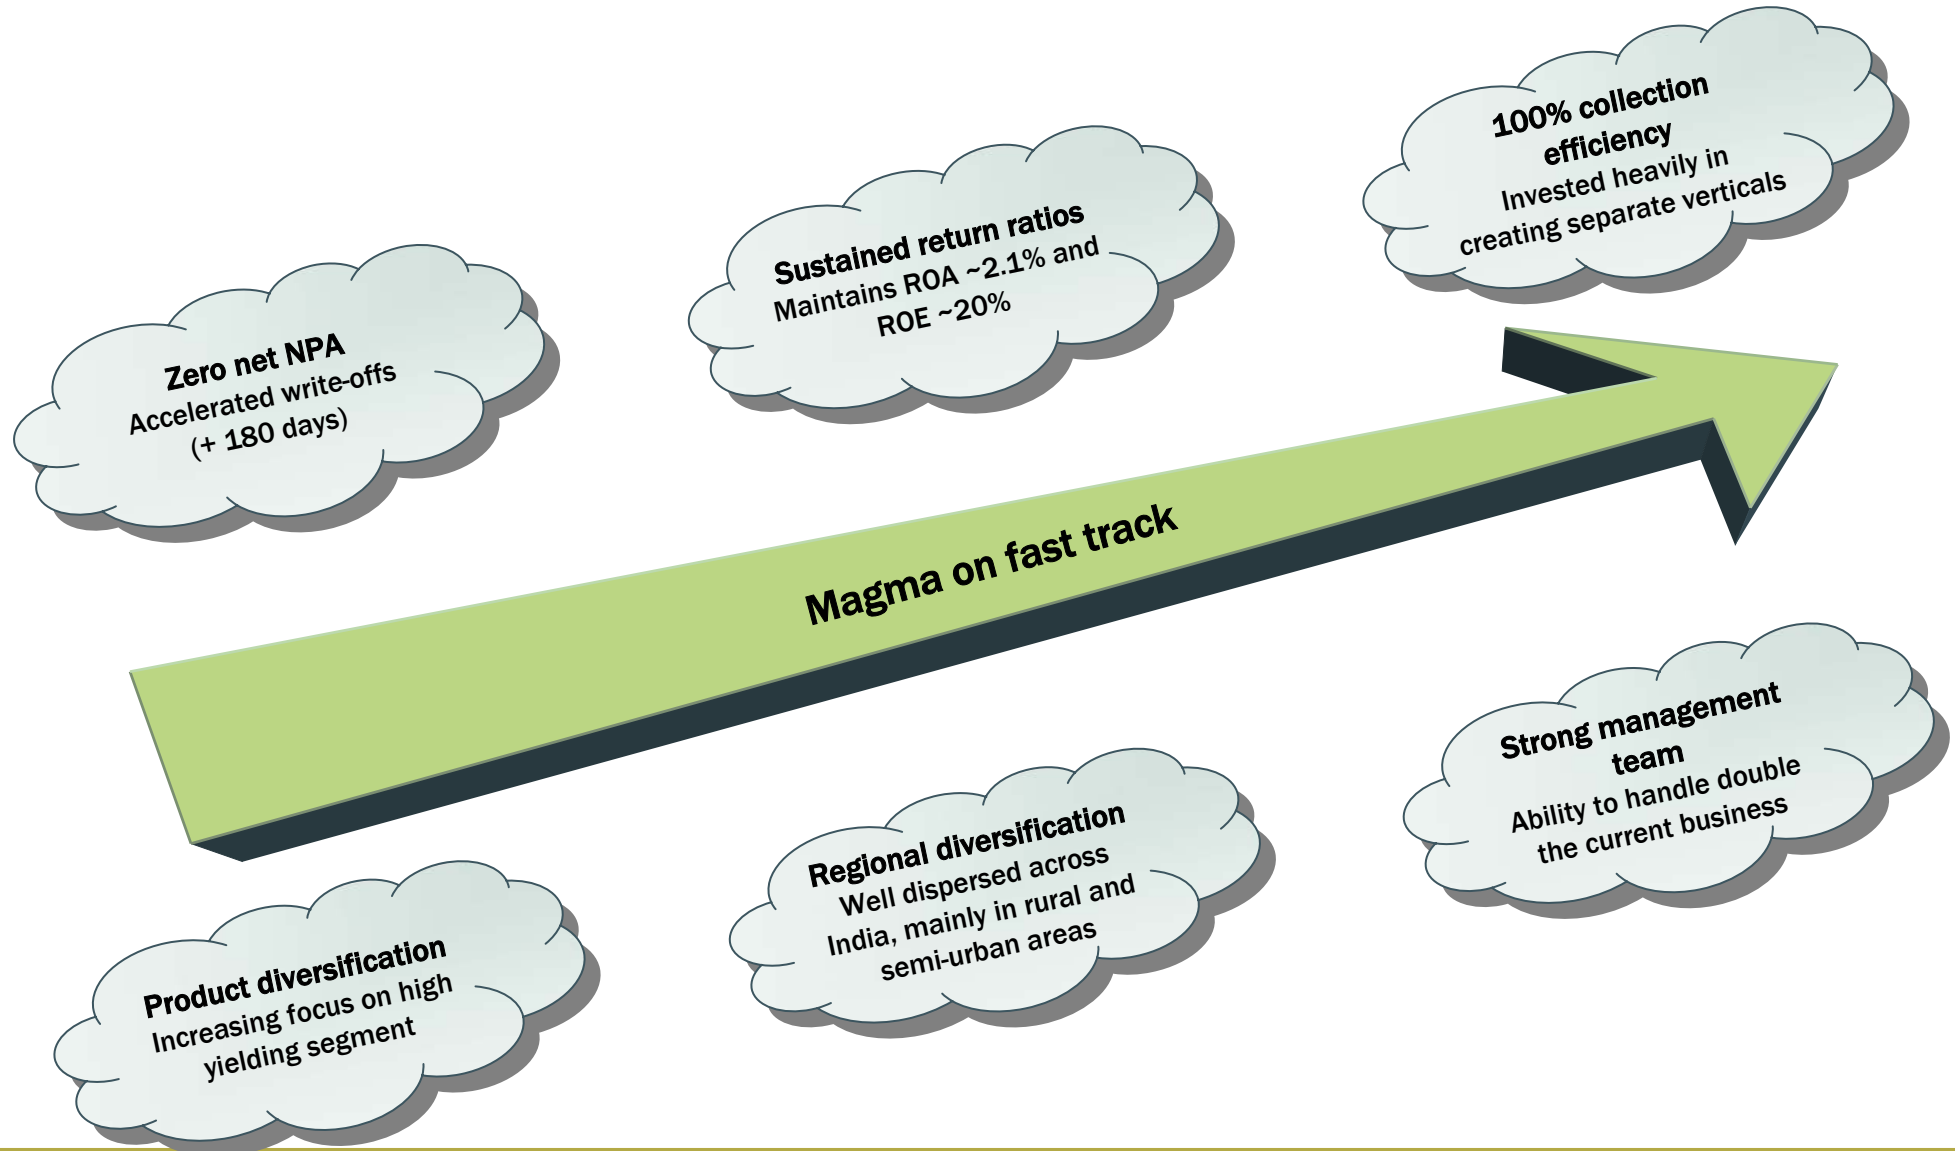 Zero net NPA
Accelerated write-offs
(+ 180 days)
Sustained return ratios
Maintains ROA ~2.1% and
ROE ~20%
100% collection
efficiency
Invested heavily in
creating separate verticals
Magma on fast track
Product diversification
Increasing focus on high
yielding segment
Regional diversification
Well dispersed across
India, mainly in rural and
semi-urban areas
Strong management
team
Ability to handle double
the current business